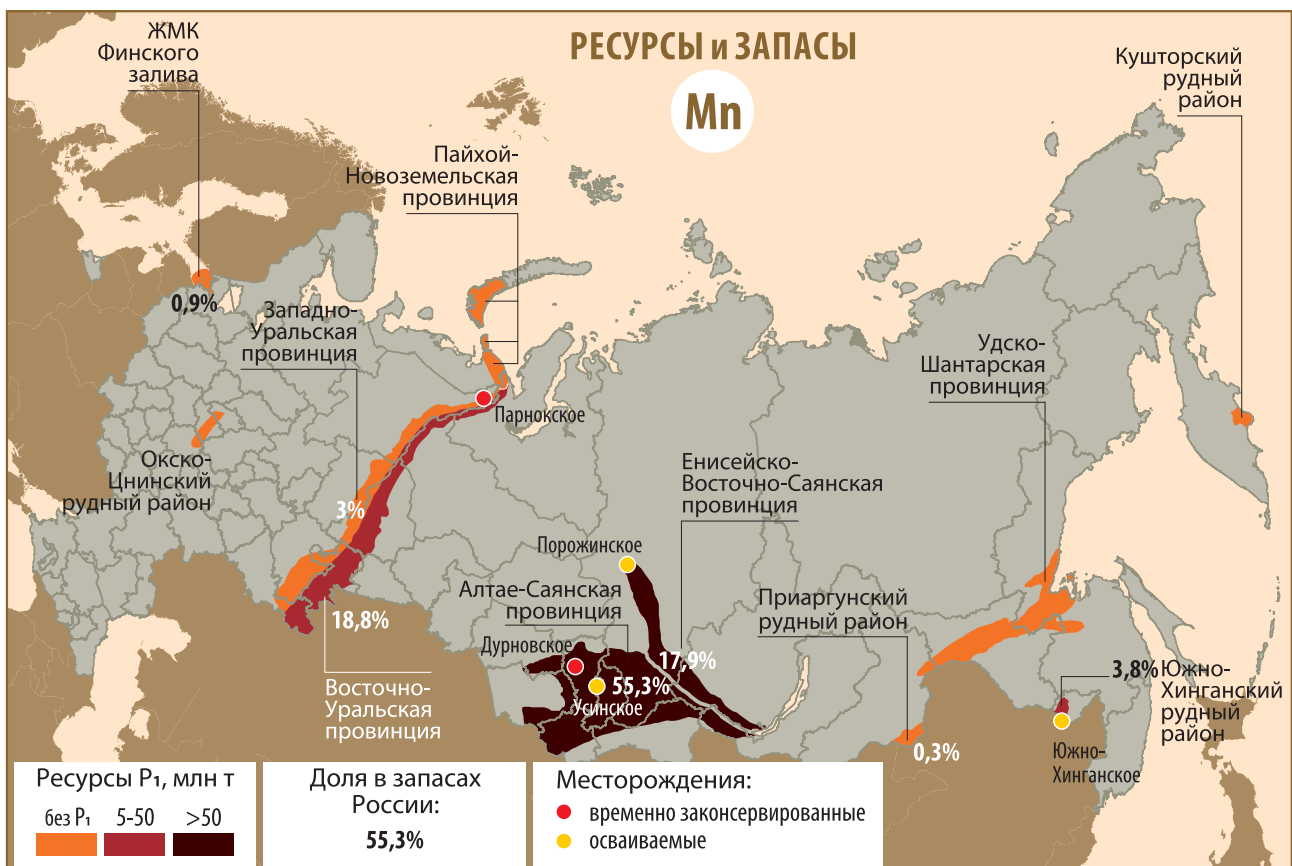 РЕСУРСЫ и ЗАПАСЫ
Mn
ЖМК
Финского
залива
Кушторский
рудный
район
Пайхой-
Новоземельская
провинция
0,9%
Западно-
Уральская
провинция
Удско-
Шантарская
провинция
Парнокское
Окско-
Цнинский
рудный район
Енисейско-
Восточно-Саянская
провинция
3%
Порожинское
Алтае-Саянская
провинция
Приаргунский
рудный район
18,8%
Дурновское
17,9%
55,3%
Усинское
3,8%
Южно-
Хинганский
рудный
район
Восточно-
Уральская
провинция
0,3%
Южно-
Хинганское
Ресурсы P₁, млн т
без P₁
5-50
>50
Доля в запасах
России:
55,3%
Месторождения:
временно законсервированные
осваиваемые